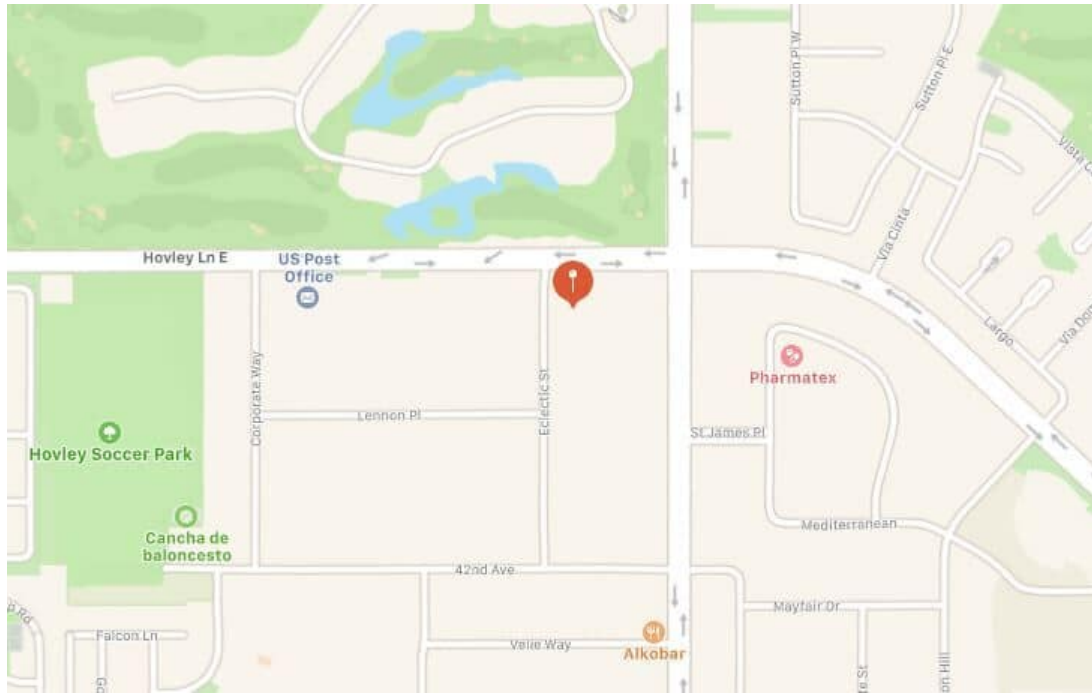 Sutton Pl W
Sutton Pl E
Via Cinta
Hovley Ln E
US Post
Office
Corporate Way
Eclectic St
Lennon Pl
Largo
Pharmatex
St James Pl
Hovley Soccer Park
Cancha de
baloncesto
Mediterranean
42nd Ave
Mayfair Dr
Falcon Ln
Velie Way
Alkobar